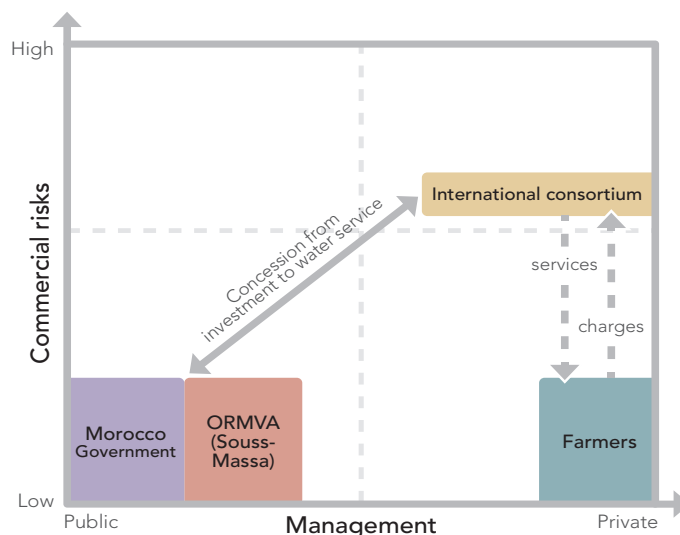 High
International consortium
Concession from
investment to water service
Commercial risks
services
charges
Morocco
Government
ORMVA
(Souss-
Massa)
Farmers
Low
Public
Management
Private